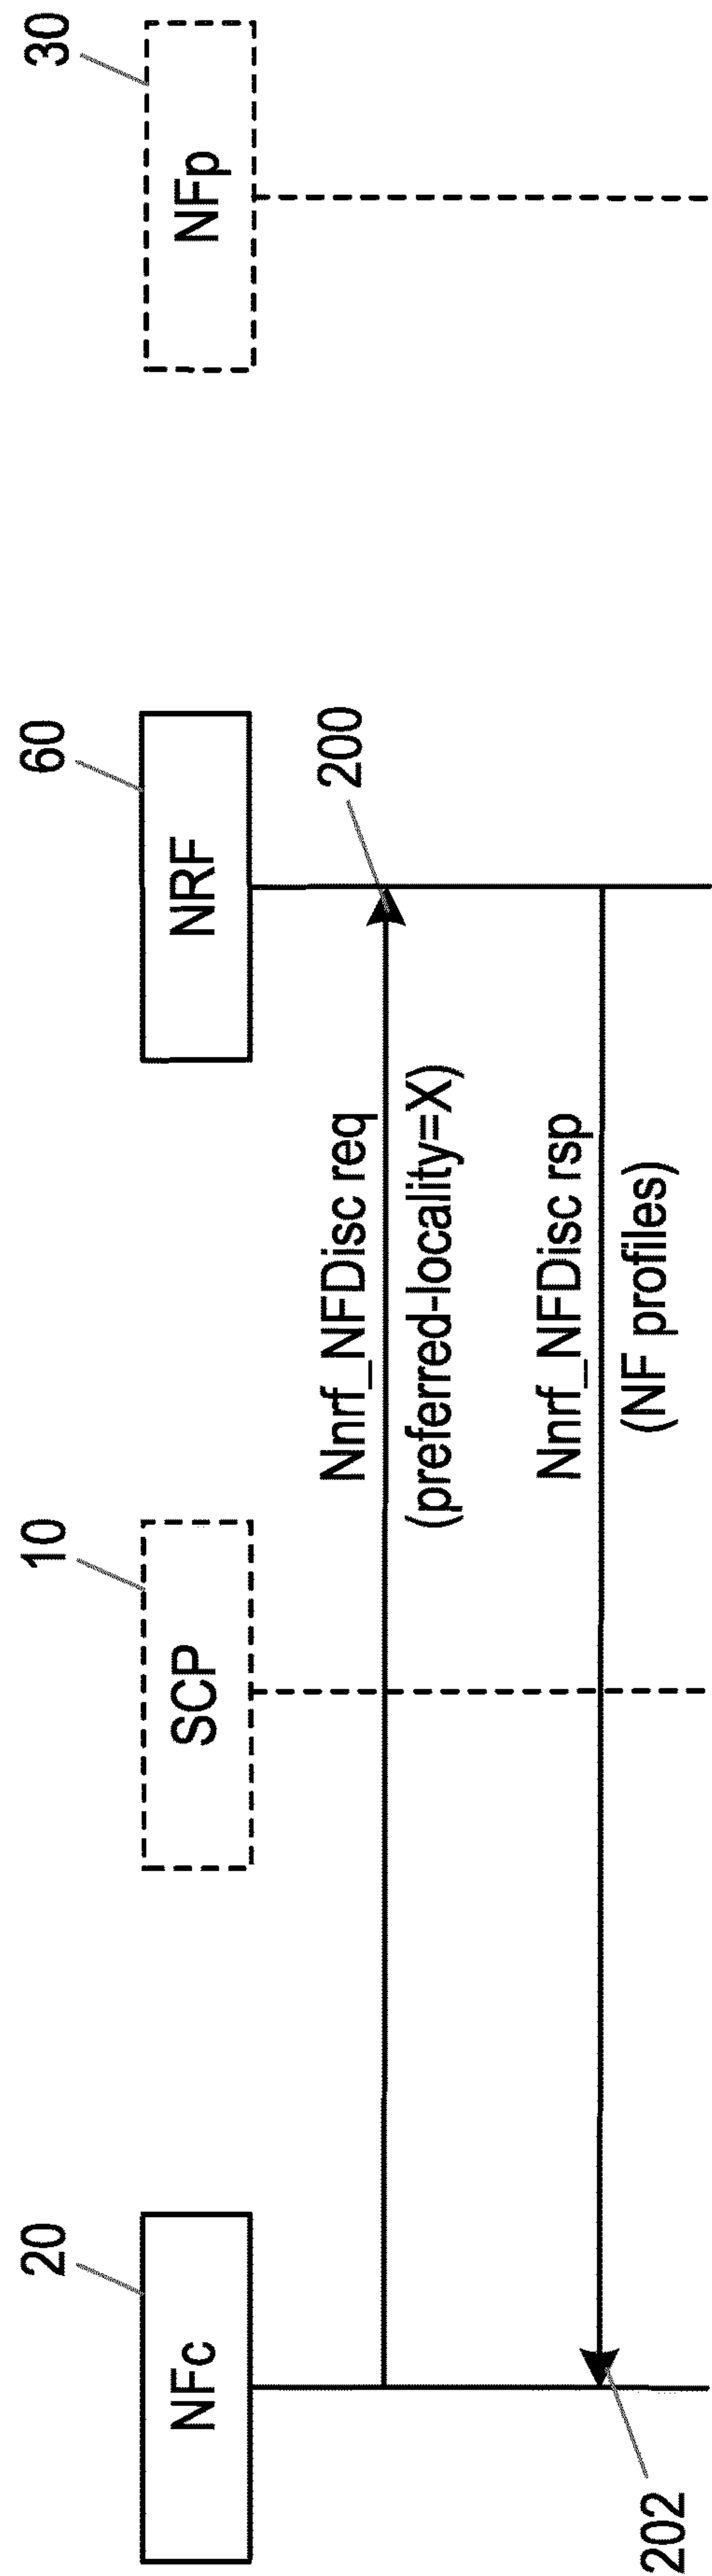 20
10
60
30
NFc
SCP
NRF
NFp
Nnrf_NFDisc req
200
(preferred-locality=X)
Nnrf_NFDisc rsp
(NF profiles)
202